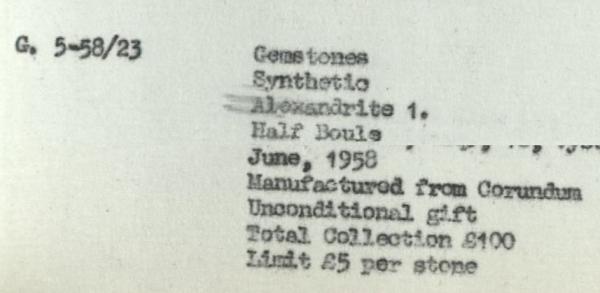 G. 5-58/23
Gemstones
Synthetic
Alexandrite 1.
Half Boule
June, 1958
Manufactured from Corundum
Unconditional gift
Total Collection £100
Limit £5 per stone